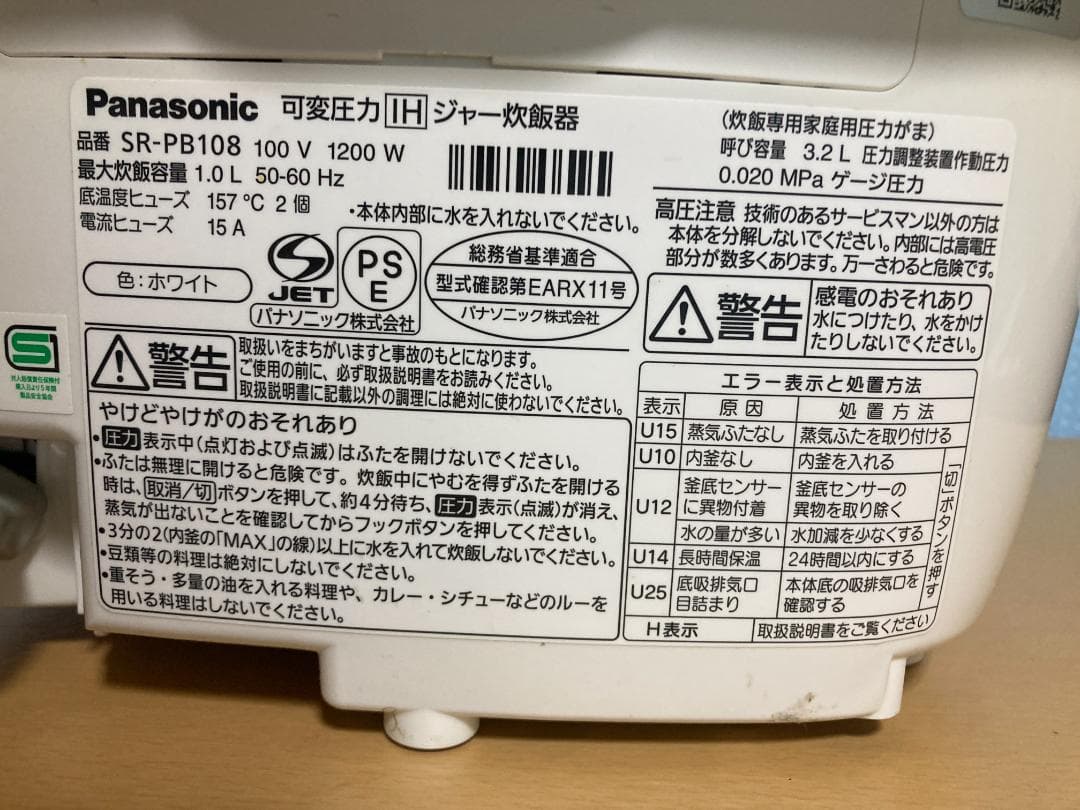 Panasonic 可変圧力IHジャー炊飯器
品番 SR-PB108 100 V 1200 W
最大炊飯容量 1.0 L 50-60 Hz
底温度ヒューズ 157 ℃ 2 個
電流ヒューズ 15 A
・本体内部に水を入れないでください。
色:ホワイト
S
JET
PS
E
パナソニック株式会社
総務省基準適合
型式確認第EARX11号
パナソニック株式会社
(炊飯専用家庭用圧力がま)
呼び容量 3.2 L 圧力調整装置作動圧力
0.020 MPa ゲージ圧力
高圧注意 技術のあるサービスマン以外の方は
本体を分解しないでください。内部には高電圧
部分が数多くあります。万一さわると危険です。
警告
感電のおそれあり
水につけたり、水をかけ
たりしないでください。
警告
取扱いをまちがいますと事故のもとになります。
ご使用の前に、必ず取扱説明書をお読みください。
取扱説明書に記載以外の調理には絶対に使わないでください。
やけどやけがのおそれあり
・圧力表示中(点灯および点滅)はふたを開けないでください。
・ふたは無理に開けると危険です。炊飯中にやむを得ずふたを開ける
時は、取消/切ボタンを押して、約4分待ち、圧力表示(点滅)が消え、
蒸気が出ないことを確認してからフックボタンを押してください。
・3分の2(内釜の「MAX」の線)以上に水を入れて炊飯しないでください。
・豆類等の料理は絶対にしないでください。
・重そう・多量の油を入れる料理や、カレー・シチューなどのルーを
用いる料理はしないでください。
エラー表示と処置方法
表示 原因 処置方法
U15 蒸気ふたなし 蒸気ふたを取り付ける
U10 内釜なし 内釜を入れる
U12 釜底センサーに異物付着 釜底センサーの異物を取り除く
水の量が多い 水加減を少なくする
U14 長時間保温 24時間以内にする
U25 底吸排気口目詰まり 本体底の吸排気口を確認する
「切」ボタンを押す
H表示 取扱説明書をご覧ください
S
対人賠償責任保険付
購入日より5年間
製品安全協会